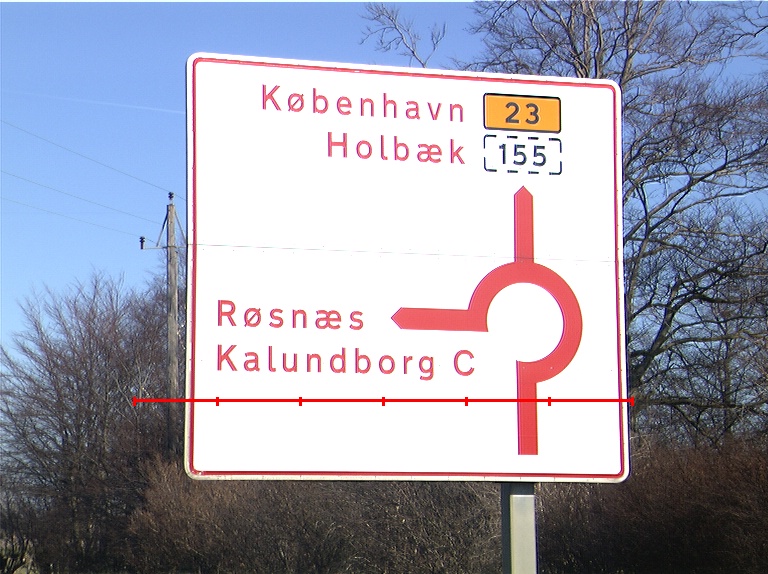 København 23
Holbæk 155
Røsnæs
Kalundborg C